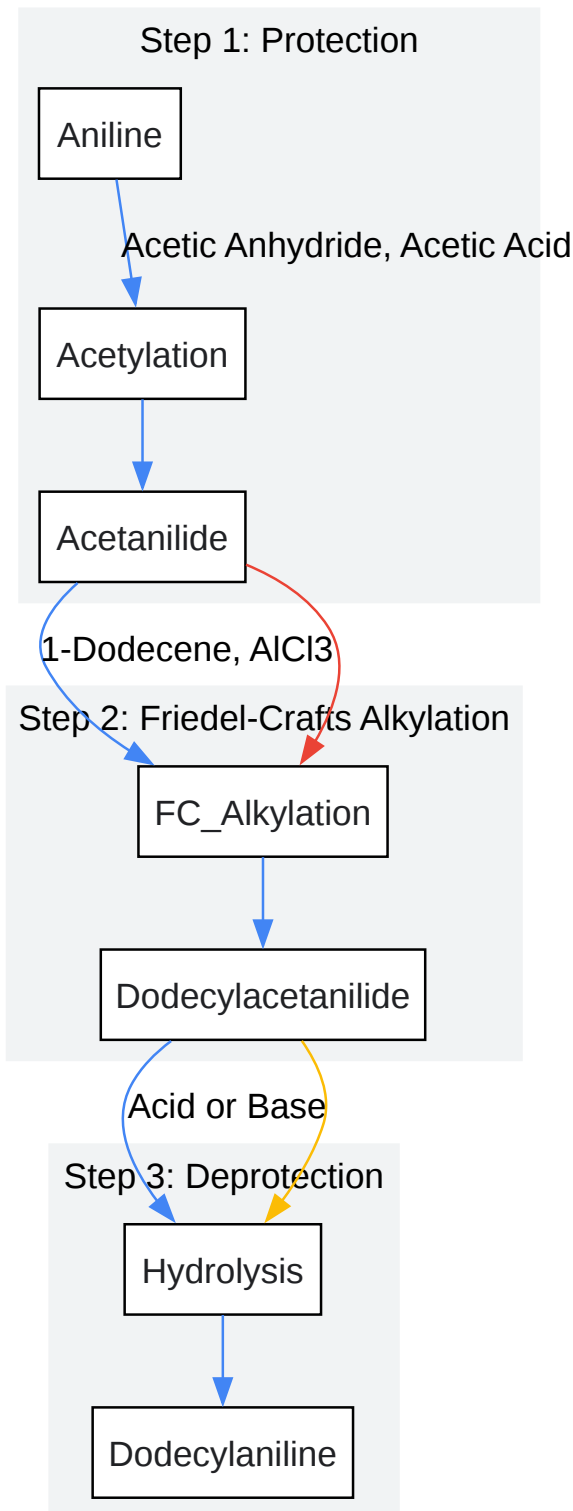 Step 1: Protection
Aniline
Acetic Anhydride, Acetic Acid
Acetylation
Acetanilide
1-Dodecene, AlCl3
Step 2: Friedel-Crafts Alkylation
FC_Alkylation
Dodecylacetanilide
Acid or Base
Step 3: Deprotection
Hydrolysis
Dodecylaniline